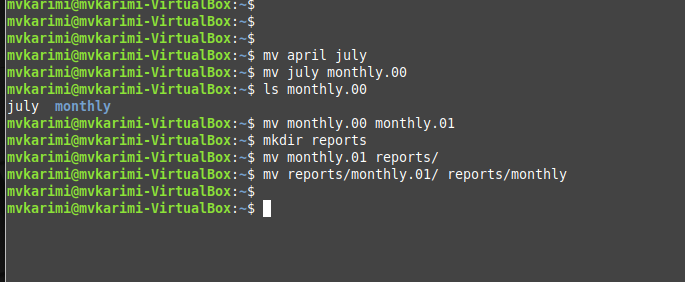 mvkarimi@mvkarimi-VirtualBox:~$
mvkarimi@mvkarimi-VirtualBox:~$
mvkarimi@mvkarimi-VirtualBox:~$
mvkarimi@mvkarimi-VirtualBox:~$ mv april july
mvkarimi@mvkarimi-VirtualBox:~$ mv july monthly.00
mvkarimi@mvkarimi-VirtualBox:~$ ls monthly.00
july  monthly
mvkarimi@mvkarimi-VirtualBox:~$ mv monthly.00 monthly.01
mvkarimi@mvkarimi-VirtualBox:~$ mkdir reports
mvkarimi@mvkarimi-VirtualBox:~$ mv monthly.01 reports/
mvkarimi@mvkarimi-VirtualBox:~$ mv reports/monthly.01/ reports/monthly
mvkarimi@mvkarimi-VirtualBox:~$
mvkarimi@mvkarimi-VirtualBox:~$